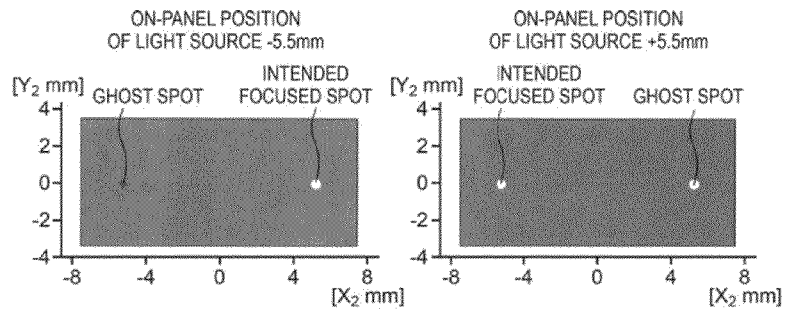 ON-PANEL POSITION
OF LIGHT SOURCE -5.5mm
[Y2 mm]
GHOST SPOT
INTENDED
FOCUSED SPOT
4
2
0
-2
-4
-8 -4 0 4 8
[X2 mm]
ON-PANEL POSITION
OF LIGHT SOURCE +5.5mm
[Y2 mm]
INTENDED
FOCUSED SPOT
GHOST SPOT
4
2
0
-2
-4
-8 -4 0 4 8
[X2 mm]